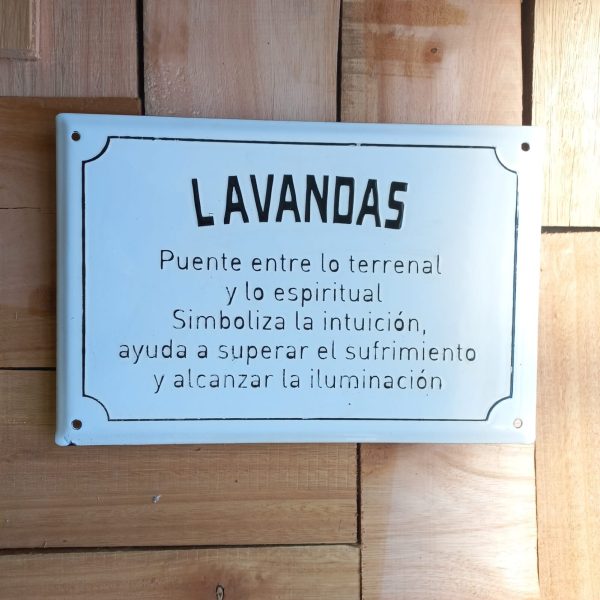 LAVANDAS
Puente entre lo terrenal
y lo espiritual
Simboliza la intuición,
ayuda a superar el sufrimiento
y alcanzar la iluminación